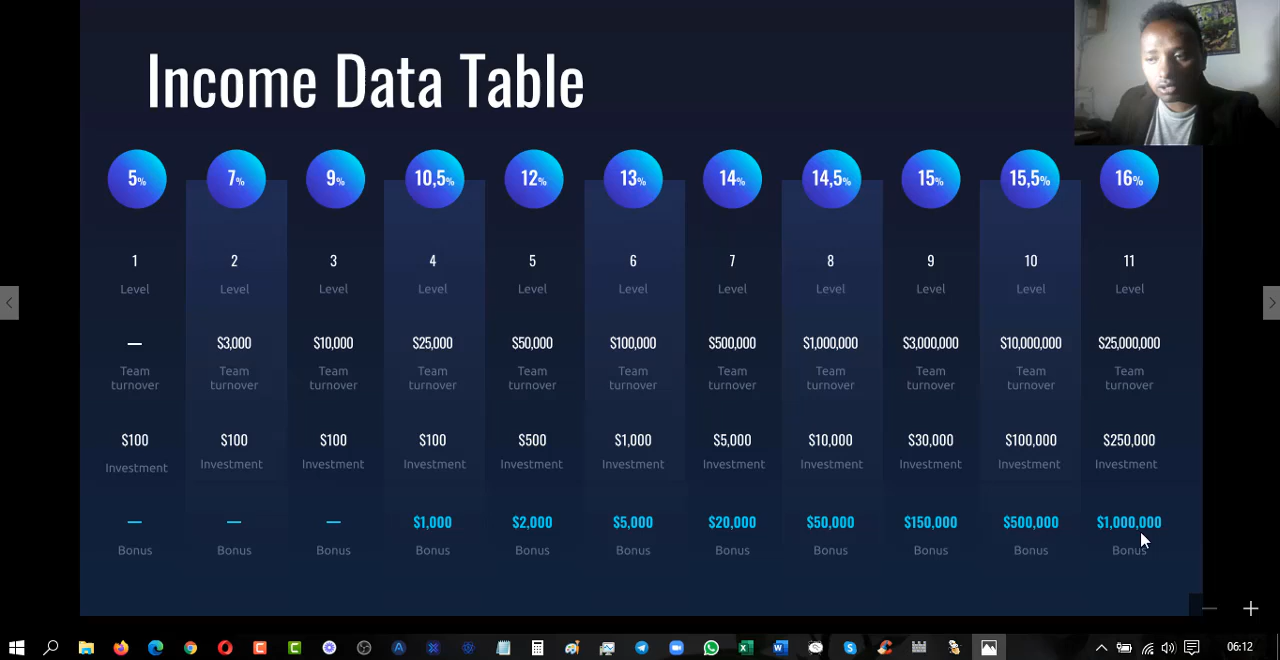 Income Data Table
5% 7% 9% 10,5% 12% 13% 14% 14,5% 15% 15,5% 16%
1 2 3 4 5 6 7 8 9 10 11
Level Level Level Level Level Level Level Level Level Level Level
— $3,000 $10,000 $25,000 $50,000 $100,000 $500,000 $1,000,000 $3,000,000 $10,000,000 $25,000,000
Team Team Team Team Team Team Team Team Team Team Team
turnover turnover turnover turnover turnover turnover turnover turnover turnover turnover turnover
$100 $100 $100 $100 $500 $1,000 $5,000 $10,000 $30,000 $100,000 $250,000
Investment Investment Investment Investment Investment Investment Investment Investment Investment Investment Investment
— — — $1,000 $2,000 $5,000 $20,000 $50,000 $150,000 $500,000 $1,000,000
Bonus Bonus Bonus Bonus Bonus Bonus Bonus Bonus Bonus Bonus Bonus
06:12